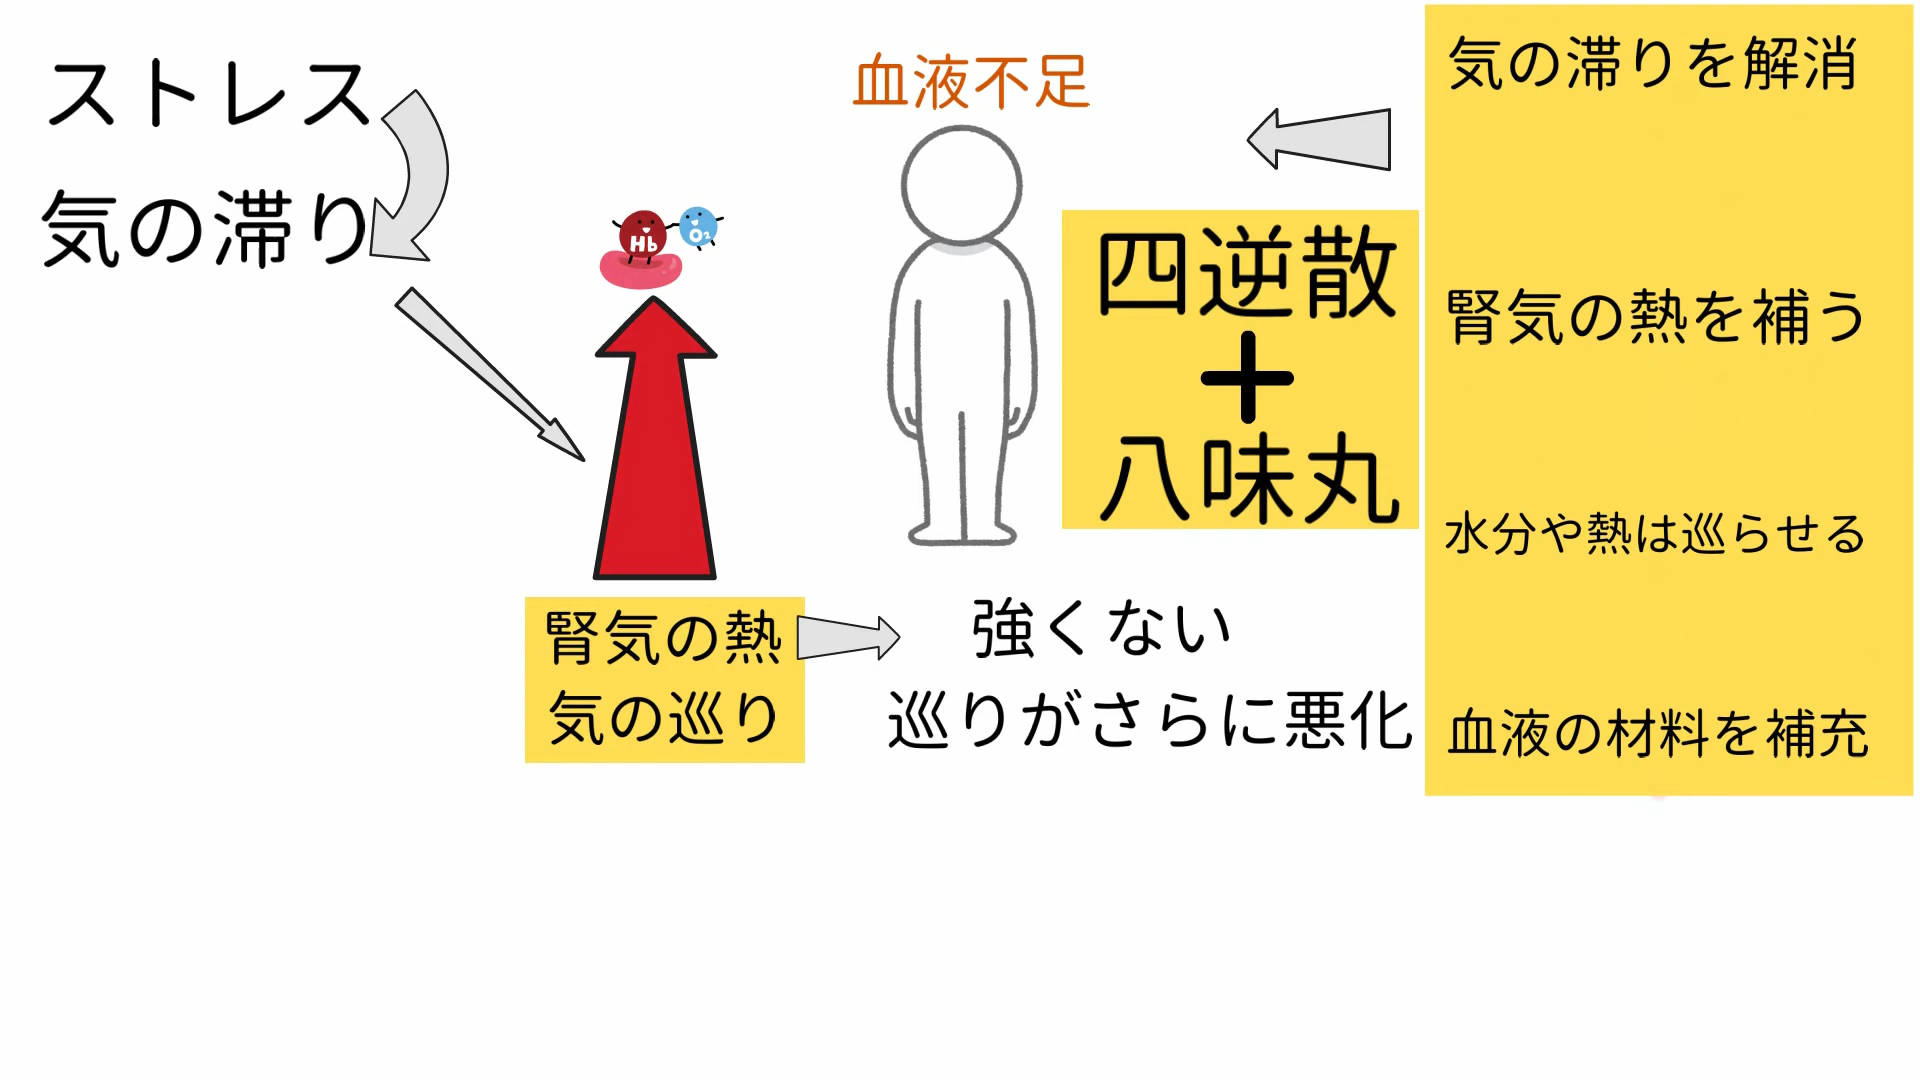 ストレス
気の滞り
血液不足
Hb
O2
四逆散
+
八味丸
腎気の熱
気の巡り
強くない
巡りがさらに悪化
気の滞りを解消
腎気の熱を補う
水分や熱は巡らせる
血液の材料を補充